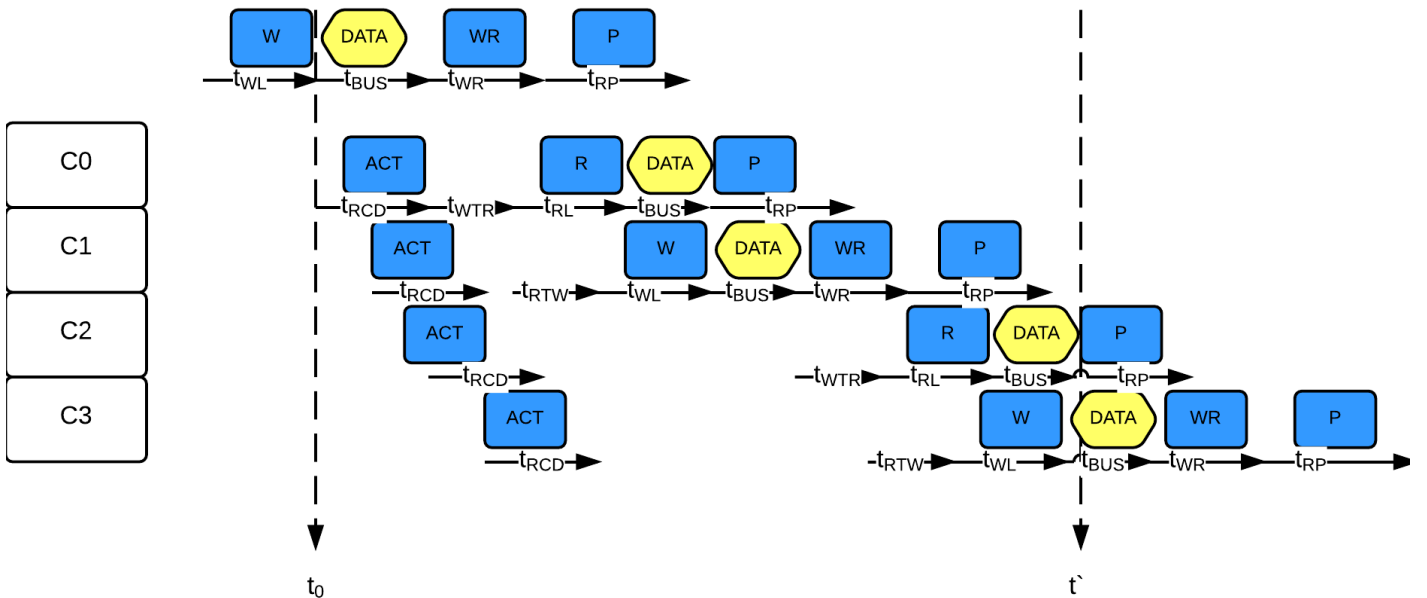 W DATA WR P
tWL tBUS tWR tRP
C0 ACT R DATA P
tRCD tWTR tRL tBUS tRP
C1 ACT W DATA WR P
tRCD tRTW tWL tBUS tWR tRP
C2 ACT R DATA P
tRCD tWTR tRL tBUS tRP
C3 ACT W DATA WR P
tRCD tRTW tWL tBUS tWR tRP
t0 t`